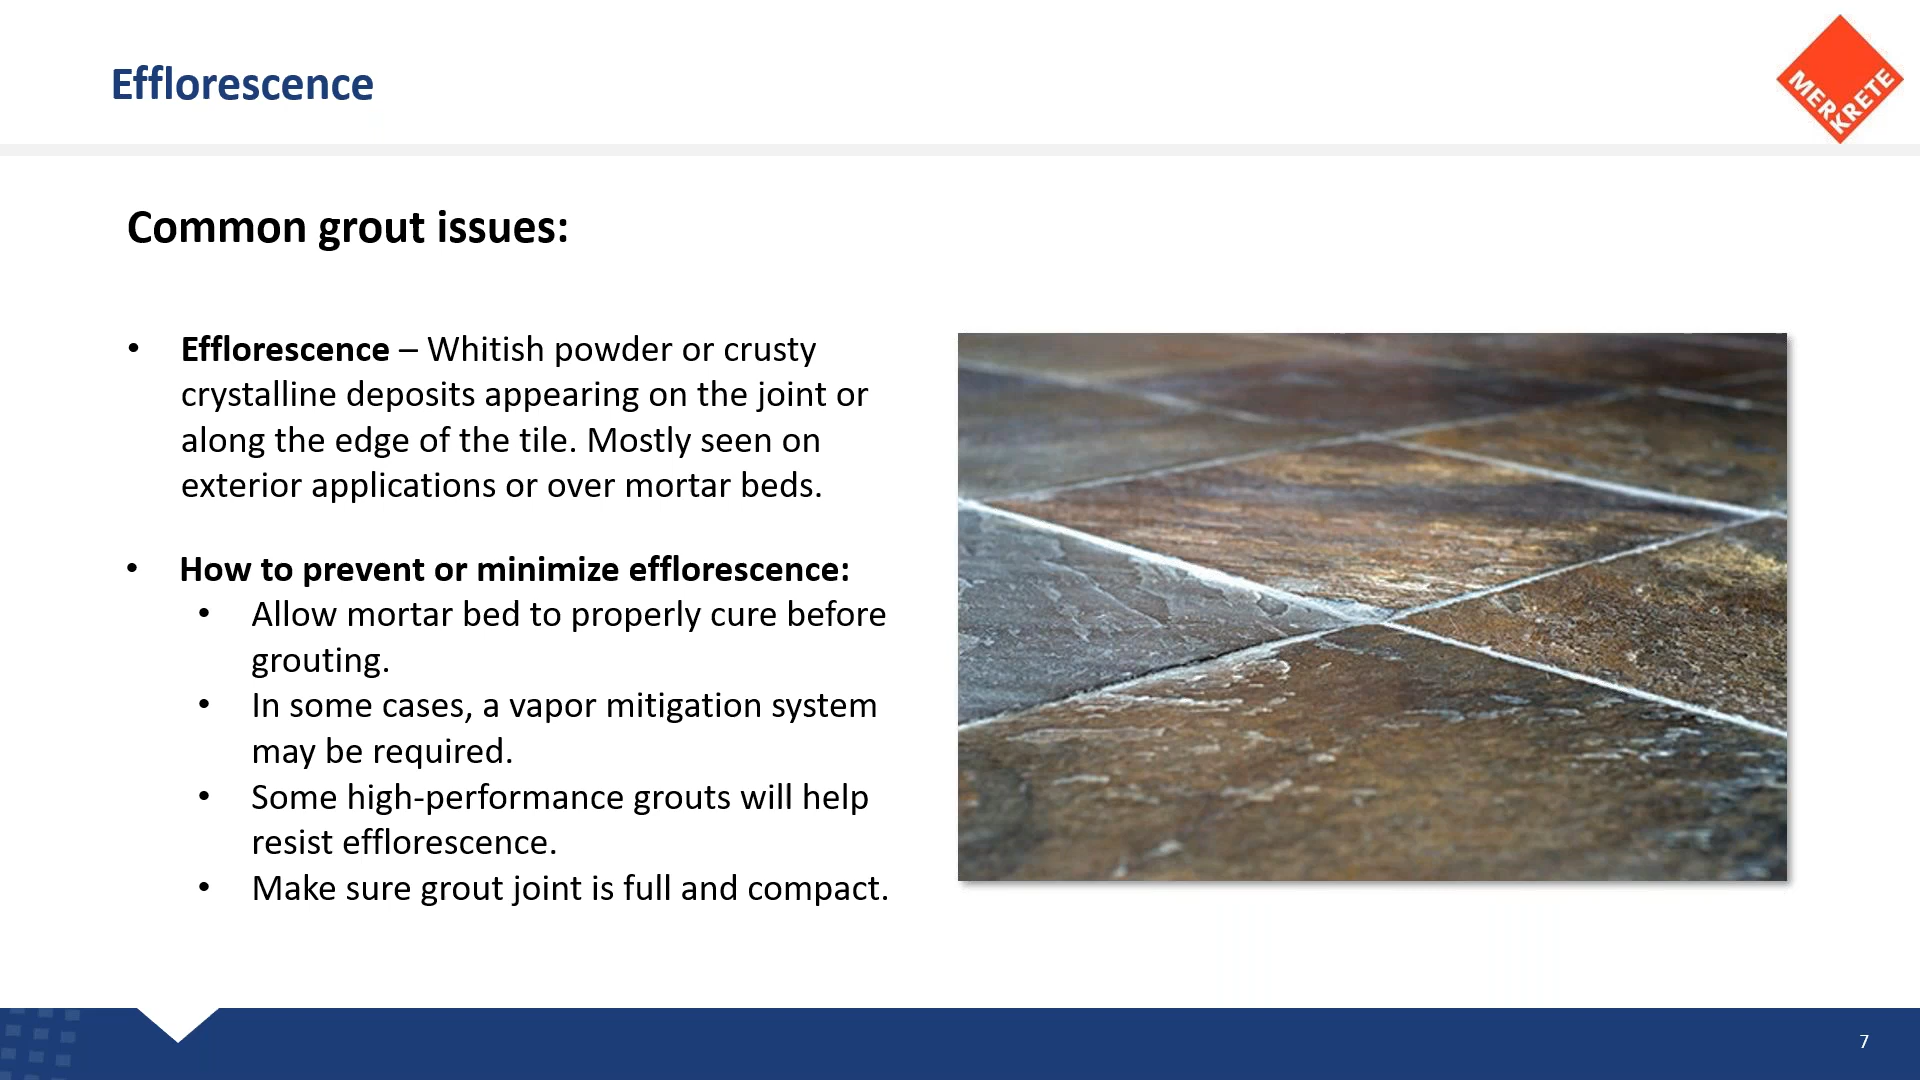 Efflorescence
MERKRETE
Common grout issues:
• Efflorescence – Whitish powder or crusty
crystalline deposits appearing on the joint or
along the edge of the tile. Mostly seen on
exterior applications or over mortar beds.
• How to prevent or minimize efflorescence:
• Allow mortar bed to properly cure before
grouting.
• In some cases, a vapor mitigation system
may be required.
• Some high-performance grouts will help
resist efflorescence.
• Make sure grout joint is full and compact.
7